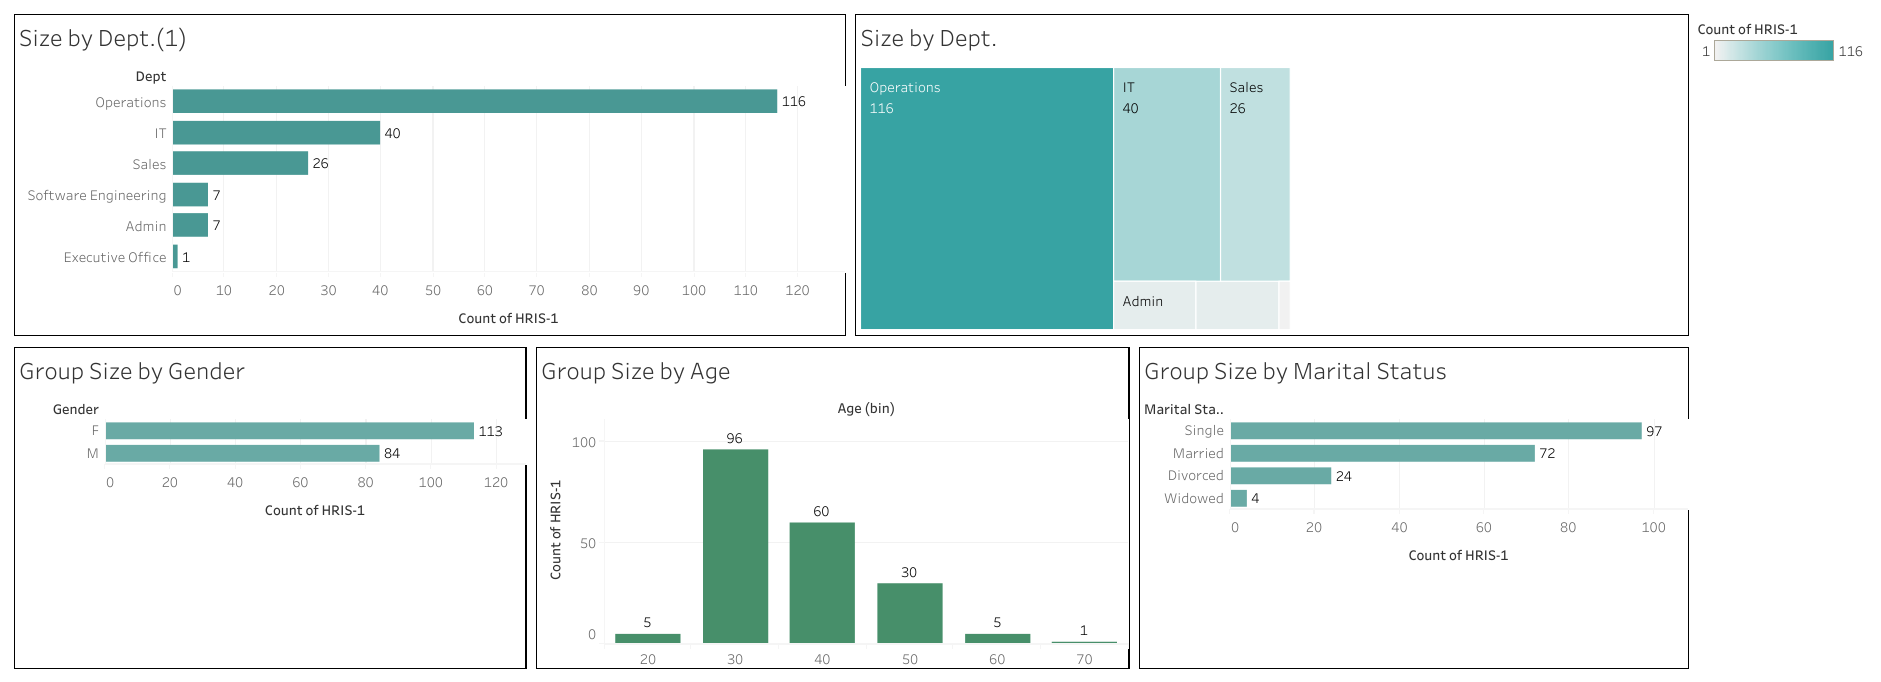 Size by Dept.(1)
Dept
Operations 116
IT 40
Sales 26
Software Engineering 7
Admin 7
Executive Office 1
0 10 20 30 40 50 60 70 80 90 100 110 120
Count of HRIS-1
Size by Dept.
Operations
116
IT
40
Sales
26
Admin
Count of HRIS-1
1 116
Group Size by Gender
Gender
F 113
M 84
0 20 40 60 80 100 120
Count of HRIS-1
Group Size by Age
Age (bin)
Count of HRIS-1
100
50
0
5 96 60 30 5 1
20 30 40 50 60 70
Group Size by Marital Status
Marital Sta..
Single 97
Married 72
Divorced 24
Widowed 4
0 20 40 60 80 100
Count of HRIS-1